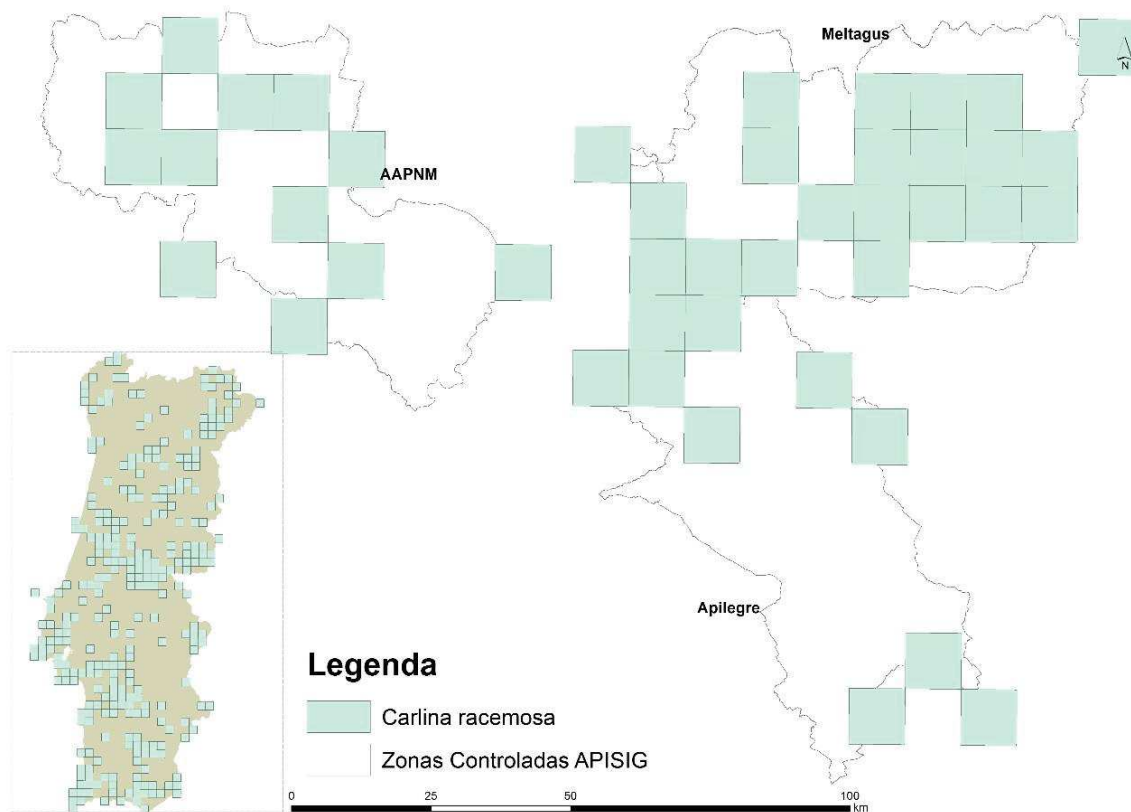 Meltagus
N
AAPNM
Apilegre
Legenda
Carlina racemosa
Zonas Controladas APISIG
0 25 50 100
km